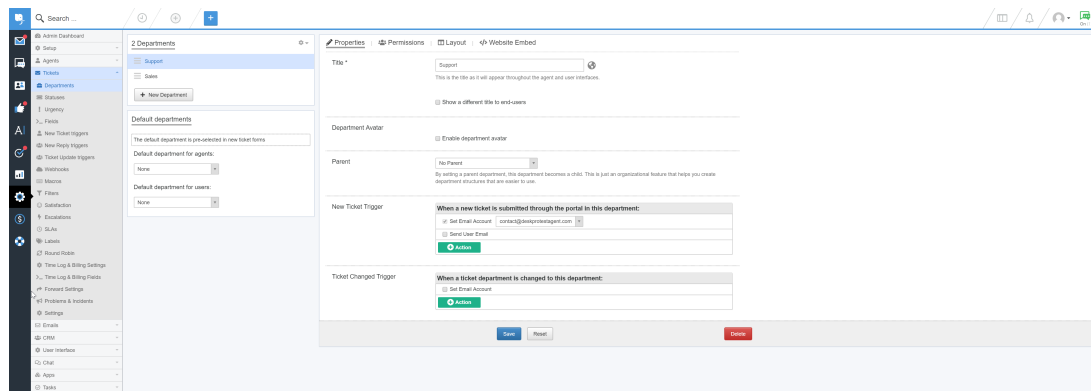 Search ...
Admin Dashboard
Setup
Agents
Tickets
Departments
Statuses
Urgency
Fields
New Ticket triggers
New Reply triggers
Ticket Update triggers
Webhooks
Macros
Filters
Satisfaction
Escalations
SLAs
Labels
Round Robin
Time Log & Billing Settings
Time Log & Billing Fields
Forward Settings
Problems & Incidents
Settings
Emails
CRM
User Interface
Chat
Apps
Tasks
2 Departments
Support
Sales
+ New Department
Default departments
The default department is pre-selected in new ticket forms
Default department for agents:
None
Default department for users:
None
Properties | Permissions | Layout | </> Website Embed
Title *
Support
This is the title as it will appear throughout the agent and user interfaces.
Show a different title to end-users
Department Avatar
Enable department avatar
Parent
No Parent
By setting a parent department, this department becomes a child. This is just an organizational feature that helps you create
department structures that are easier to use.
New Ticket Trigger
When a new ticket is submitted through the portal in this department:
Set Email Account contact@deskprotestagent.com
Send User Email
Action
Ticket Changed Trigger
When a ticket department is changed to this department:
Set Email Account
Action
Save
Reset
Delete